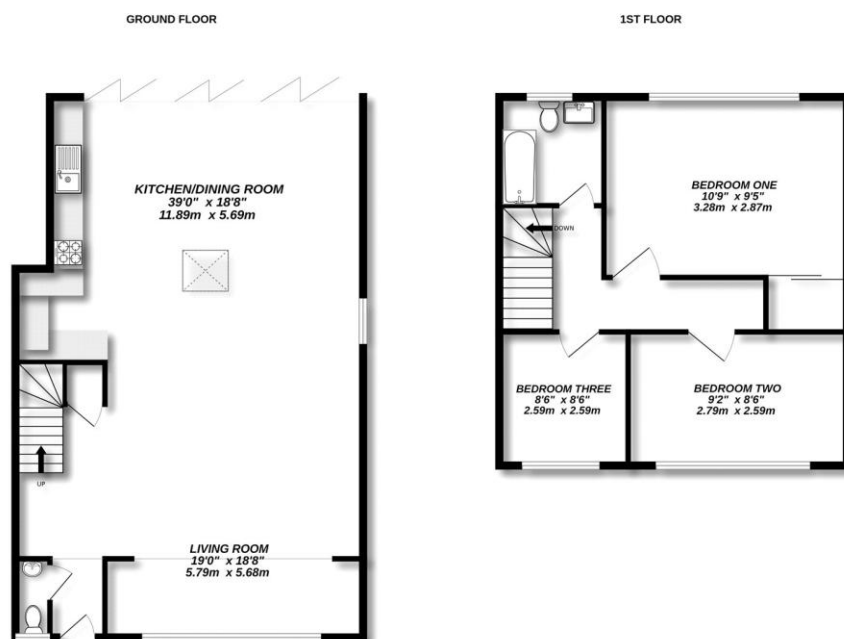 GROUND FLOOR
KITCHEN/DINING ROOM
39'0" x 18'8"
11.89m x 5.69m
UP
LIVING ROOM
19'0" x 18'8"
5.79m x 5.68m
1ST FLOOR
BEDROOM ONE
10'9" x 9'5"
3.28m x 2.87m
DOWN
BEDROOM THREE
8'6" x 8'6"
2.59m x 2.59m
BEDROOM TWO
9'2" x 8'6"
2.79m x 2.59m